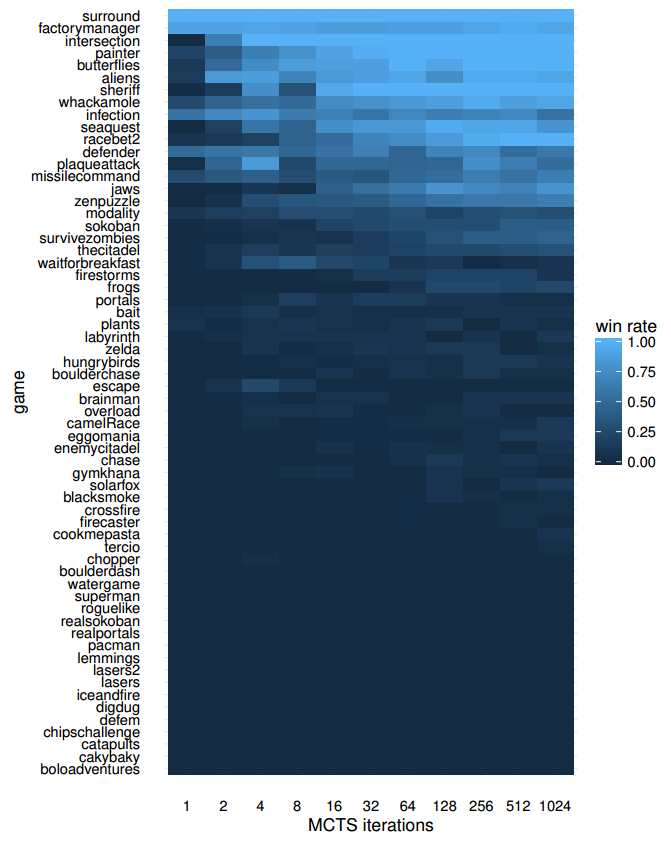 game
surround
factorymanager
intersection
painter
butterflies
aliens
sheriff
whackamole
infection
seaquest
racebet2
defender
plaqueattack
missilecommand
jaws
zenpuzzle
modality
sokoban
survivezombies
thecitadel
waitforbreakfast
firestorms
frogs
portals
bait
plants
labyrinth
zelda
hungrybirds
boulderchase
escape
brainman
overload
camelRace
eggomania
enemycitadel
chase
gymkhana
solarfox
blacksmoke
crossfire
firecaster
cookmepasta
tercio
chopper
boulderdash
watergame
superman
roguelike
realsokoban
realportals
pacman
lemmings
lasers2
lasers
iceandfire
digdug
defem
chipschallenge
catapults
cakybaky
boloadventures
1 2 4 8 16 32 64 128 256 512 1024
MCTS iterations
win rate
1.00
0.75
0.50
0.25
0.00